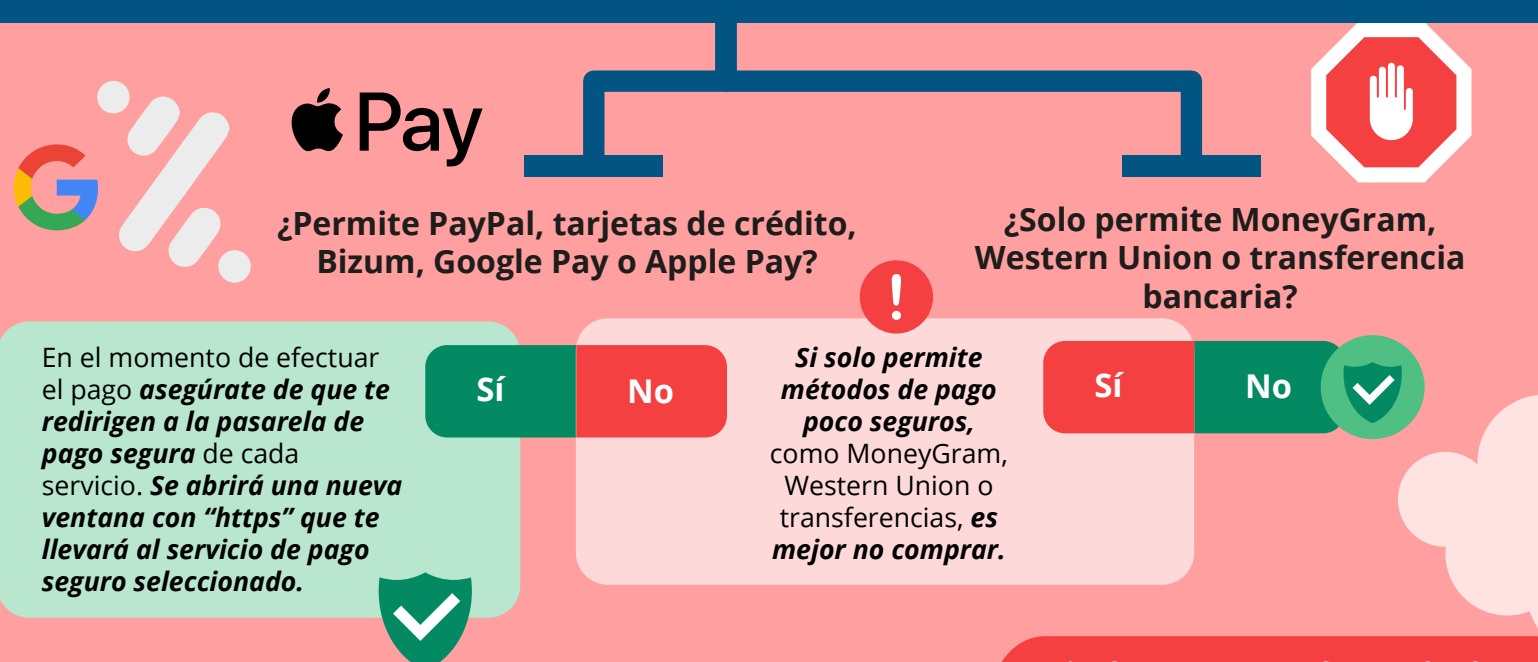 Pay
¿Permite PayPal, tarjetas de crédito,
Bizum, Google Pay o Apple Pay?
¿Solo permite MoneyGram,
Western Union o transferencia
bancaria?
En el momento de efectuar
el pago asegúrate de que te
redirigen a la pasarela de
pago segura de cada
servicio. Se abrirá una nueva
ventana con “https” que te
llevará al servicio de pago
seguro seleccionado.
Sí
No
Si solo permite
métodos de pago
poco seguros,
como MoneyGram,
Western Union o
transferencias, es
mejor no comprar.
Sí
No